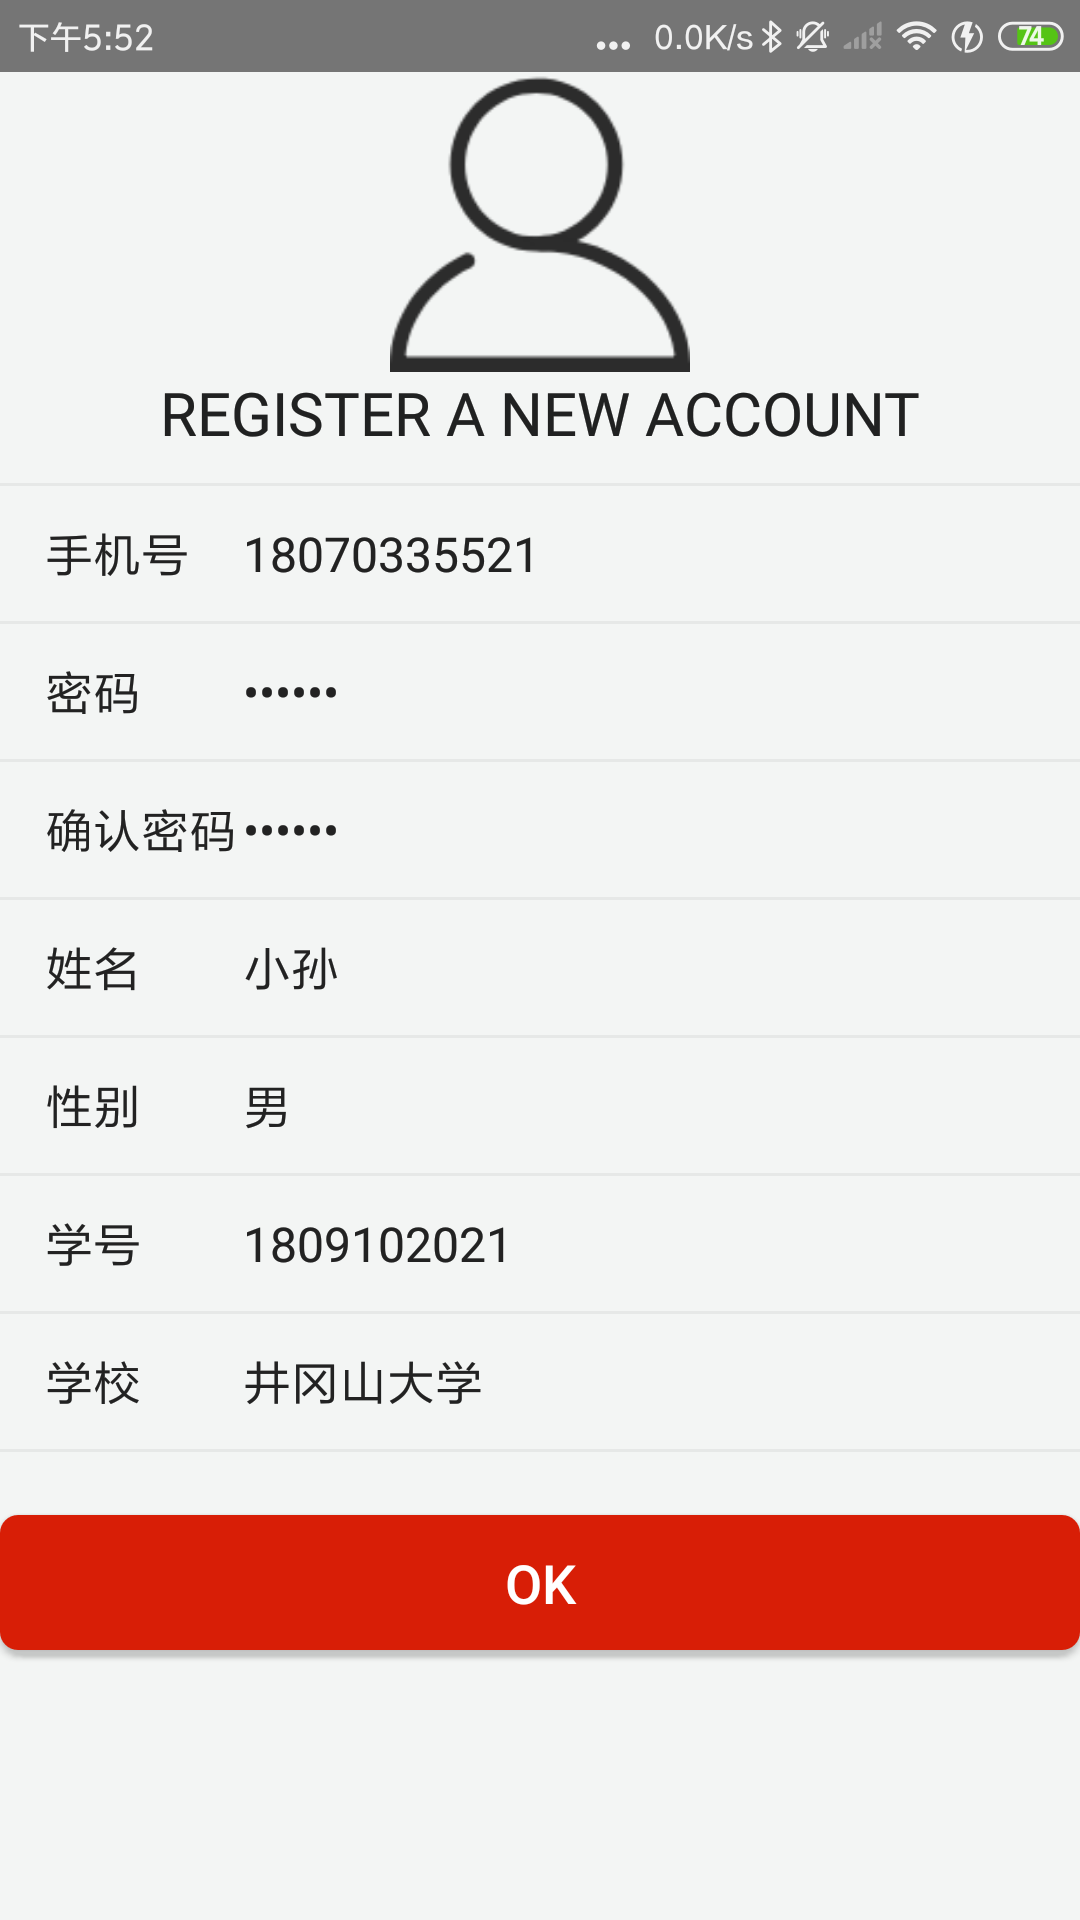 下午5:52 ... 0.0K/s 74
REGISTER A NEW ACCOUNT
手机号 18070335521
密码 ••••••
确认密码 ••••••
姓名 小孙
性别 男
学号 1809102021
学校 井冈山大学
OK